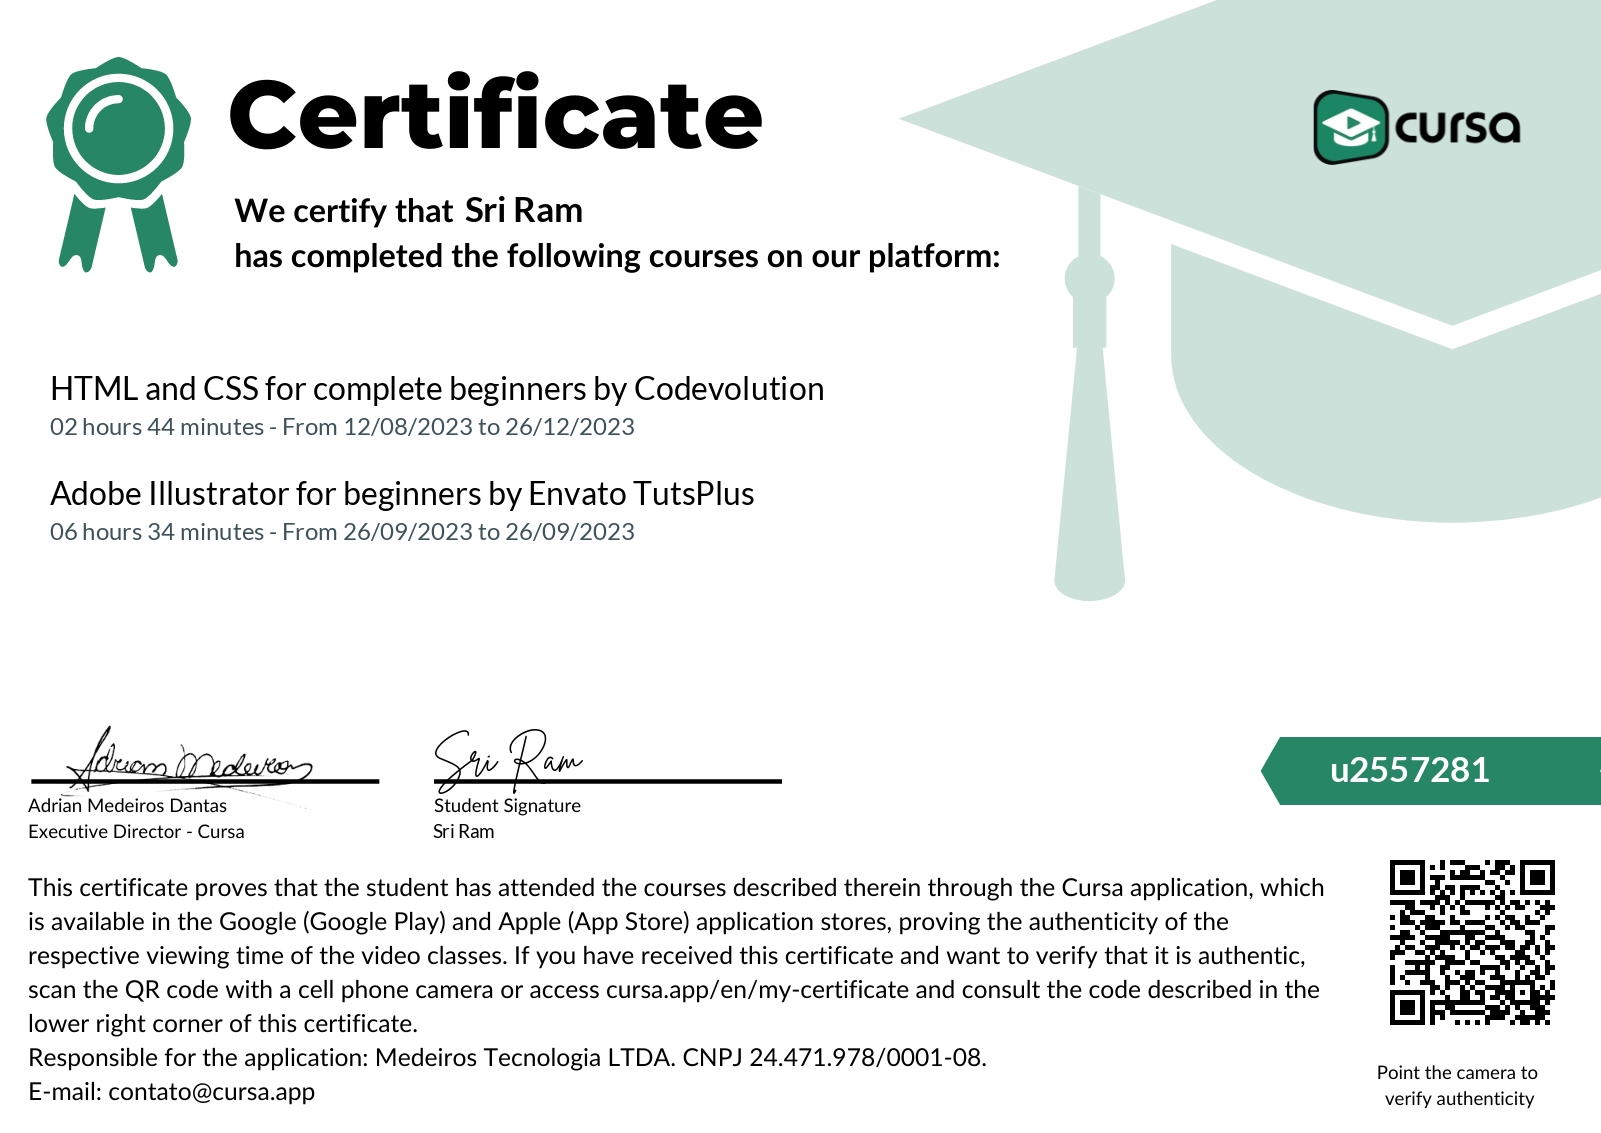 Certificate
cursa
We certify that Sri Ram
has completed the following courses on our platform:
HTML and CSS for complete beginners by Codevolution
02 hours 44 minutes - From 12/08/2023 to 26/12/2023
Adobe Illustrator for beginners by Envato TutsPlus
06 hours 34 minutes - From 26/09/2023 to 26/09/2023
Adrian Medeiros
Sri Ram
Adrian Medeiros Dantas
Executive Director - Cursa
Student Signature
Sri Ram
u2557281
This certificate proves that the student has attended the courses described therein through the Cursa application, which
is available in the Google (Google Play) and Apple (App Store) application stores, proving the authenticity of the
respective viewing time of the video classes. If you have received this certificate and want to verify that it is authentic,
scan the QR code with a cell phone camera or access cursa.app/en/my-certificate and consult the code described in the
lower right corner of this certificate.
Responsible for the application: Medeiros Tecnologia LTDA. CNPJ 24.471.978/0001-08.
E-mail: contato@cursa.app
Point the camera to
verify authenticity